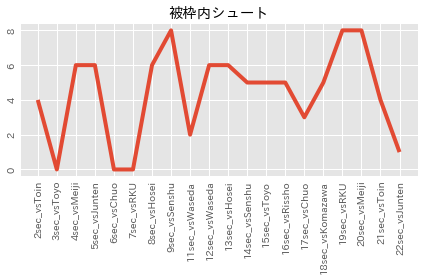 被枠内シュート
8
6
4
2
0
2sec_vsToin
3sec_vsToyo
4sec_vsMeiji
5sec_vsJunten
6sec_vsChuo
7sec_vsRKU
8sec_vsHosei
9sec_vsSenshu
11sec_vsWaseda
12sec_vsWaseda
13sec_vsHosei
14sec_vsSenshu
15sec_vsToyo
16sec_vsRissho
17sec_vsChuo
18sec_vsKomazawa
19sec_vsRKU
20sec_vsMeiji
21sec_vsToin
22sec_vsJunten